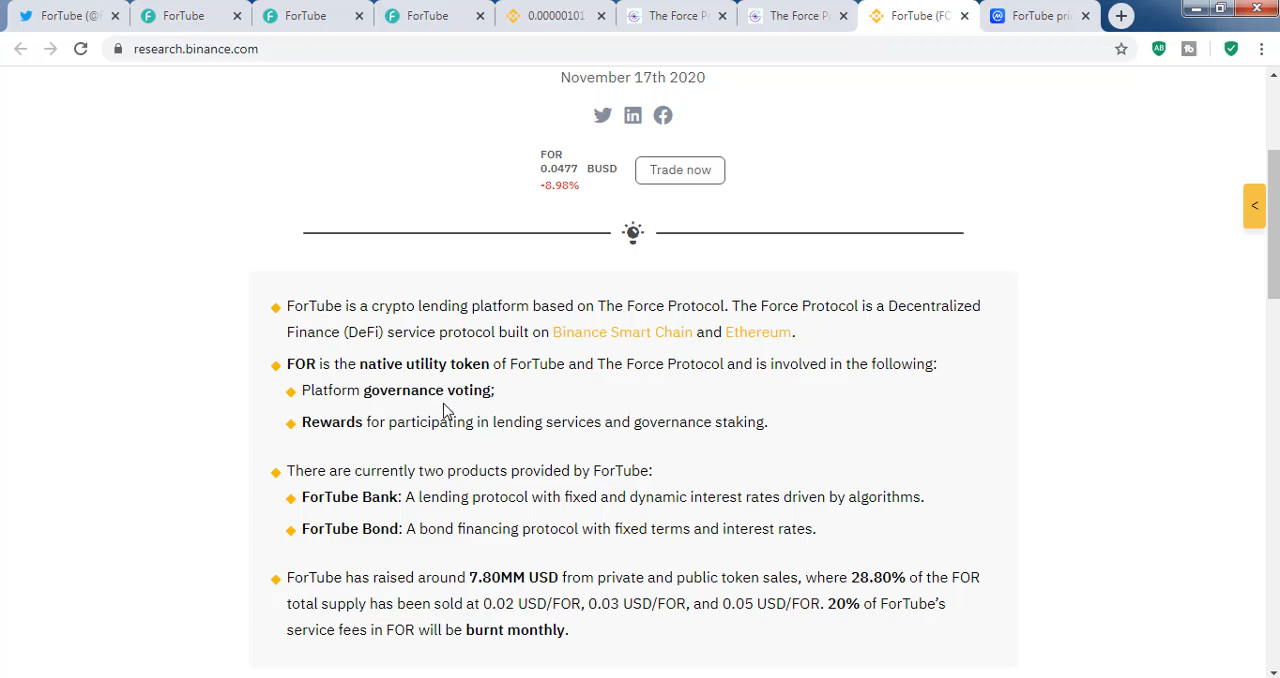 ForTube (@F
ForTube
ForTube
ForTube
0.00000101
The Force P
The Force P
ForTube (FO
ForTube pri
research.binance.com
AB
November 17th 2020
FOR
0.0477 BUSD
-8.98%
Trade now
<
ForTube is a crypto lending platform based on The Force Protocol. The Force Protocol is a Decentralized
Finance (DeFi) service protocol built on Binance Smart Chain and Ethereum.
FOR is the native utility token of ForTube and The Force Protocol and is involved in the following:
Platform governance voting;
Rewards for participating in lending services and governance staking.
There are currently two products provided by ForTube:
ForTube Bank: A lending protocol with fixed and dynamic interest rates driven by algorithms.
ForTube Bond: A bond financing protocol with fixed terms and interest rates.
ForTube has raised around 7.80MM USD from private and public token sales, where 28.80% of the FOR
total supply has been sold at 0.02 USD/FOR, 0.03 USD/FOR, and 0.05 USD/FOR. 20% of ForTube's
service fees in FOR will be burnt monthly.